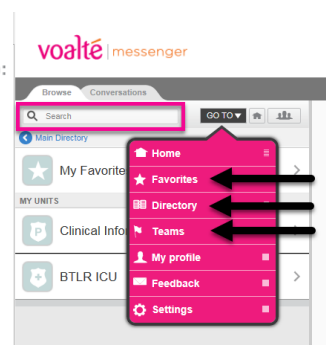 voalté | messenger
Browse Conversations
Search GO TO
Main Directory
Home
My Favorite
Favorites
MY UNITS
Directory
Clinical Infor
Teams
BTLR ICU
My profile
Feedback
Settings